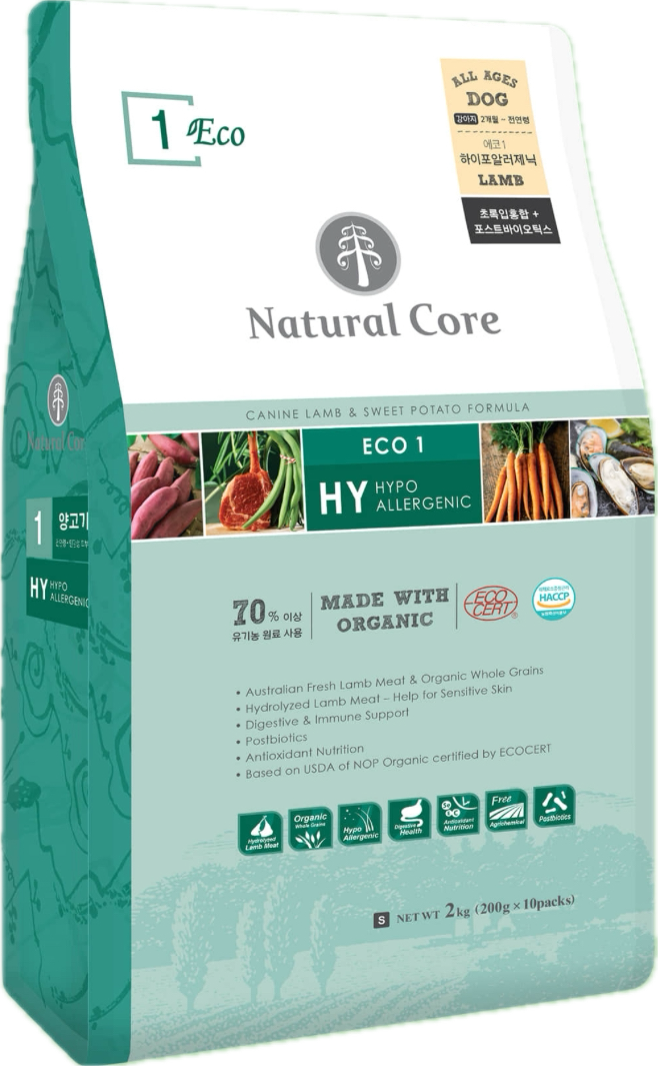 1 Eco
ALL AGES
DOG
강아지 2개월 ~ 전연령
에코1
하이포알러제닉
LAMB
초록입홍합 +
포스트바이오틱스
Natural Core
CANINE LAMB & SWEET POTATO FORMULA
ECO 1
HY HYPO
ALLERGENIC
Natural Cor
1 양고기
HY HYPO
ALLERGENIC
70% 이상
유기농 원료 사용
MADE WITH
ORGANIC
ECO
CERT®
HACCP
• Australian Fresh Lamb Meat & Organic Whole Grains
• Hydrolyzed Lamb Meat – Help for Sensitive Skin
• Digestive & Immune Support
• Postbiotics
• Antioxidant Nutrition
• Based on USDA of NOP Organic certified by ECOCERT
Hydrolyzed
Lamb Meat
Organic
Whole Grains
Hypo
Allergenic
Digestive
Health
Antioxidant
Nutrition
Free
Agrichemical
Postbiotics
S NET WT 2kg (200g × 10packs)